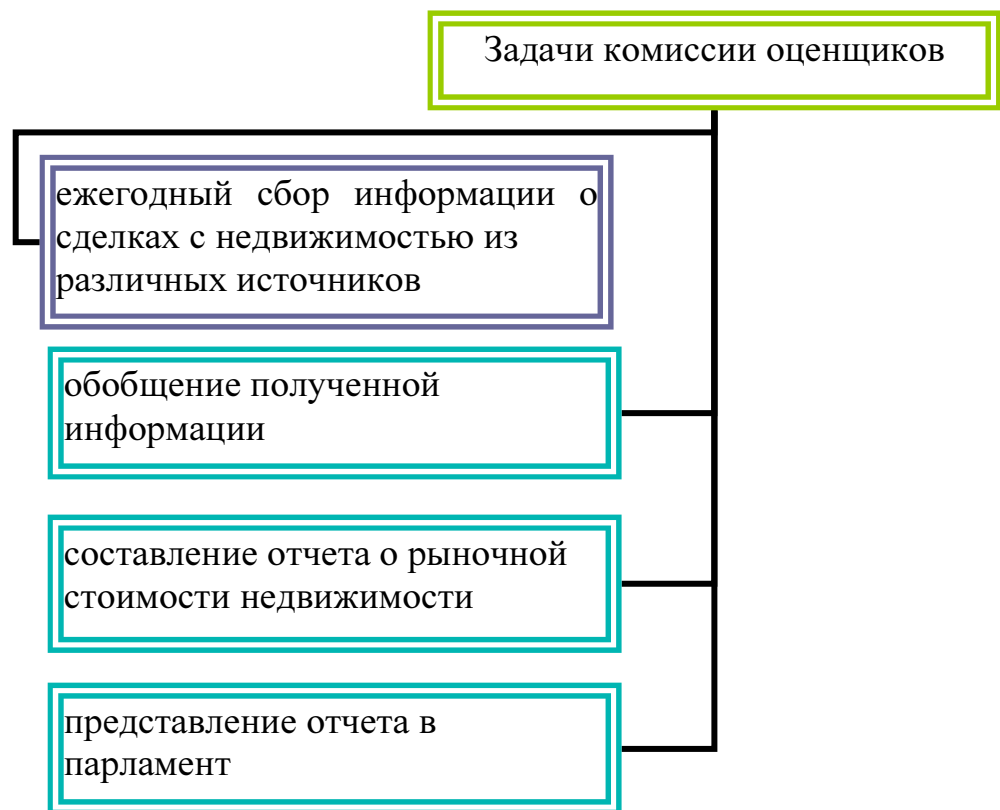 Задачи комиссии оценщиков
ежегодный сбор информации о
сделках с недвижимостью из
различных источников
обобщение полученной
информации
составление отчета о рыночной
стоимости недвижимости
представление отчета в
парламент